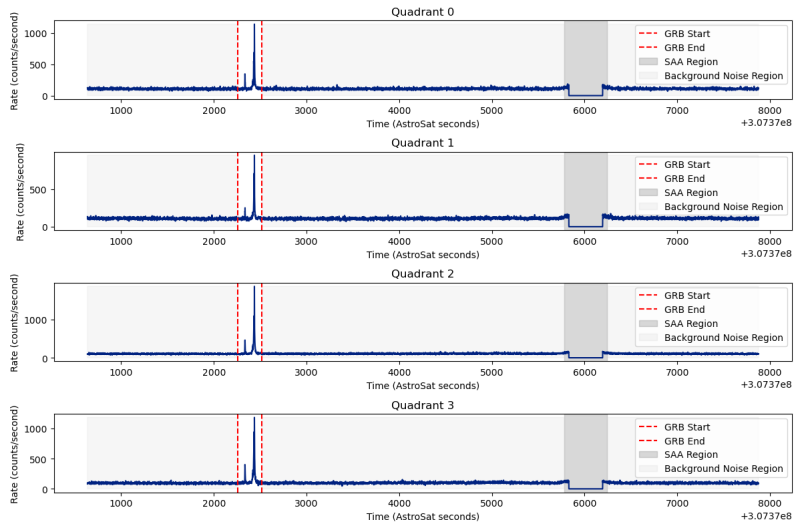 Quadrant 0
Rate (counts/second)
1000
500
0
GRB Start
GRB End
SAA Region
Background Noise Region
1000 2000 3000 4000 5000 6000 7000 8000
Time (AstroSat seconds)
+3.0737e8
Quadrant 1
Rate (counts/second)
500
0
GRB Start
GRB End
SAA Region
Background Noise Region
1000 2000 3000 4000 5000 6000 7000 8000
Time (AstroSat seconds)
+3.0737e8
Quadrant 2
Rate (counts/second)
1000
0
GRB Start
GRB End
SAA Region
Background Noise Region
1000 2000 3000 4000 5000 6000 7000 8000
Time (AstroSat seconds)
+3.0737e8
Quadrant 3
Rate (counts/second)
1000
500
0
GRB Start
GRB End
SAA Region
Background Noise Region
1000 2000 3000 4000 5000 6000 7000 8000
Time (AstroSat seconds)
+3.0737e8